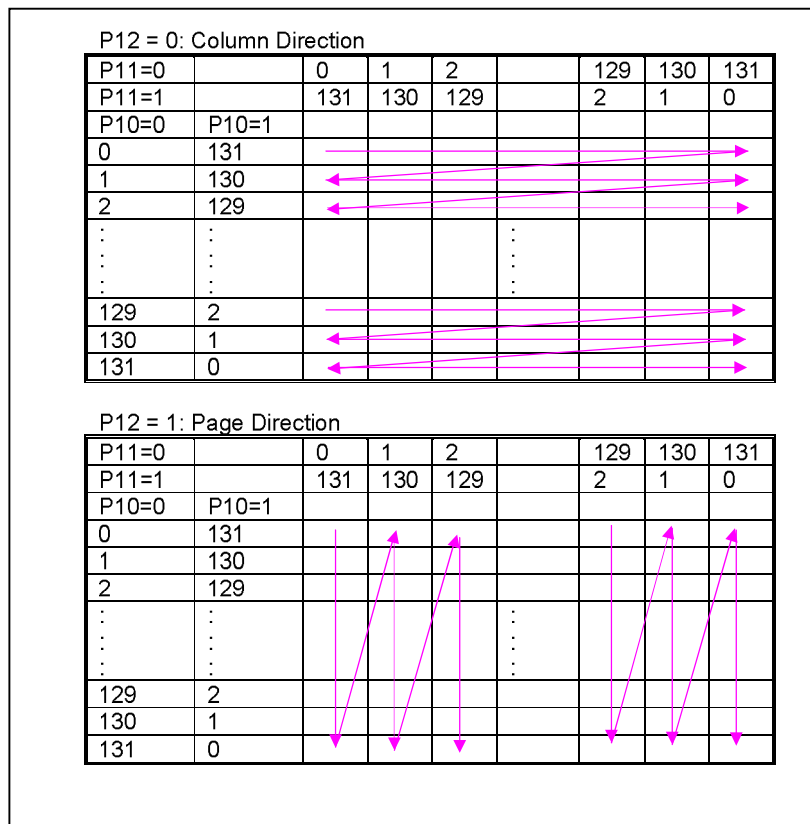 P12 = 0: Column Direction
P11=0 0 1 2 129 130 131
P11=1 131 130 129 2 1 0
P10=0 P10=1
0 131
1 130
2 129
: : :
: : :
129 2
130 1
131 0
P12 = 1: Page Direction
P11=0 0 1 2 129 130 131
P11=1 131 130 129 2 1 0
P10=0 P10=1
0 131
1 130
2 129
: : :
: : :
129 2
130 1
131 0